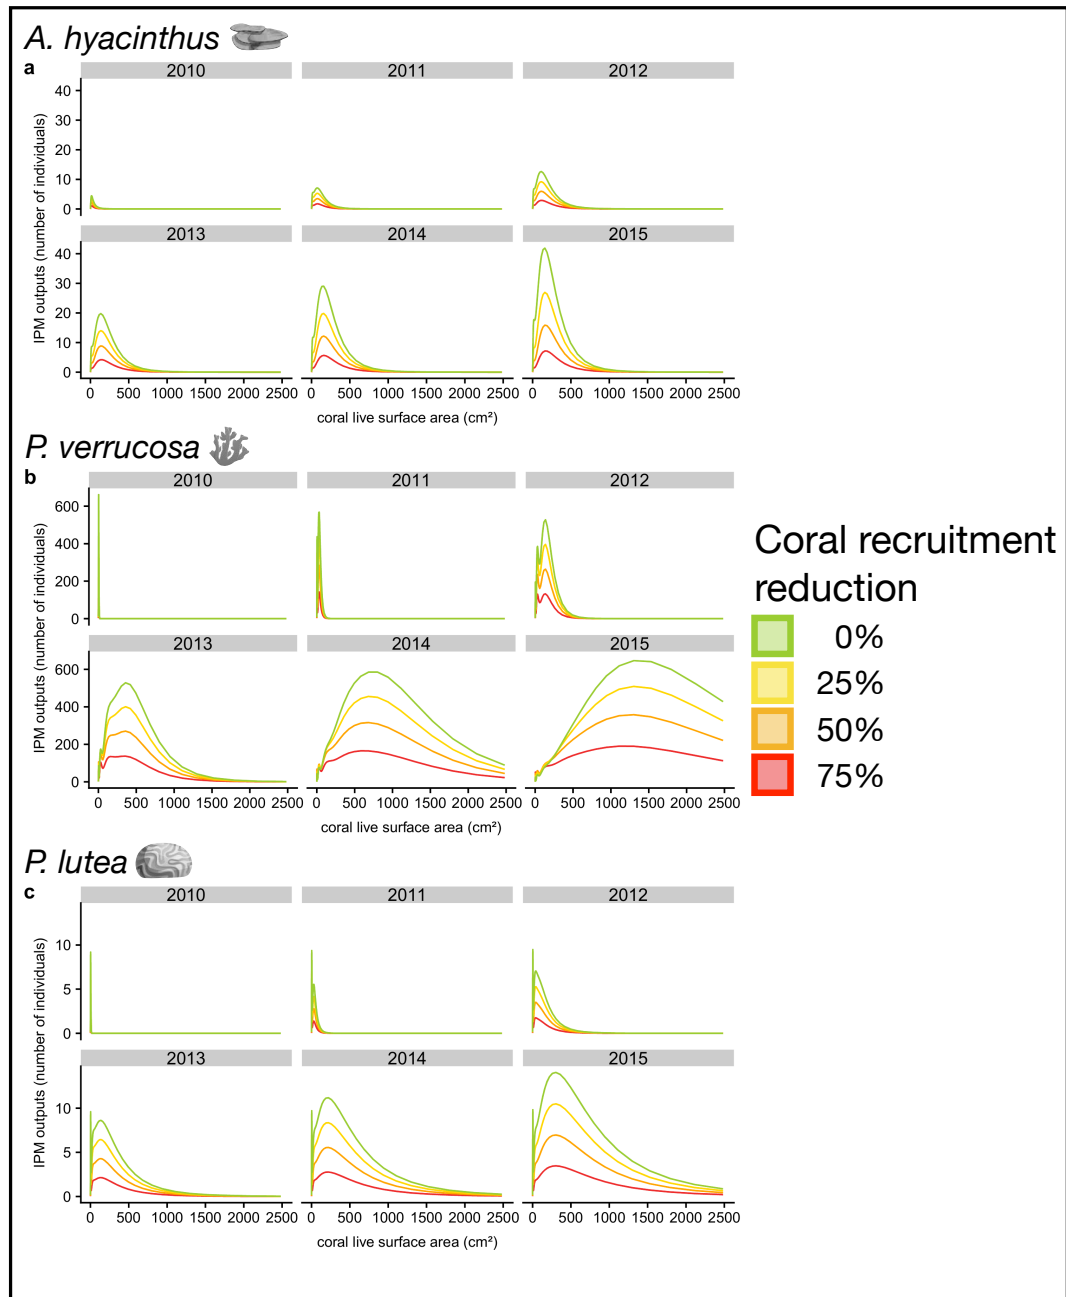 A. hyacinthus
a
2010 2011 2012
IPM outputs (number of individuals)
40
30
20
10
0
2013 2014 2015
40
30
20
10
0
0 500 1000 1500 2000 2500 0 500 1000 1500 2000 2500 0 500 1000 1500 2000 2500
coral live surface area (cm²)
P. verrucosa
b
2010 2011 2012
IPM outputs (number of individuals)
600
400
200
0
2013 2014 2015
600
400
200
0
0 500 1000 1500 2000 2500 0 500 1000 1500 2000 2500 0 500 1000 1500 2000 2500
coral live surface area (cm²)
Coral recruitment
reduction
0%
25%
50%
75%
P. lutea
c
2010 2011 2012
IPM outputs (number of individuals)
10
5
0
2013 2014 2015
10
5
0
0 500 1000 1500 2000 2500 0 500 1000 1500 2000 2500 0 500 1000 1500 2000 2500
coral live surface area (cm²)